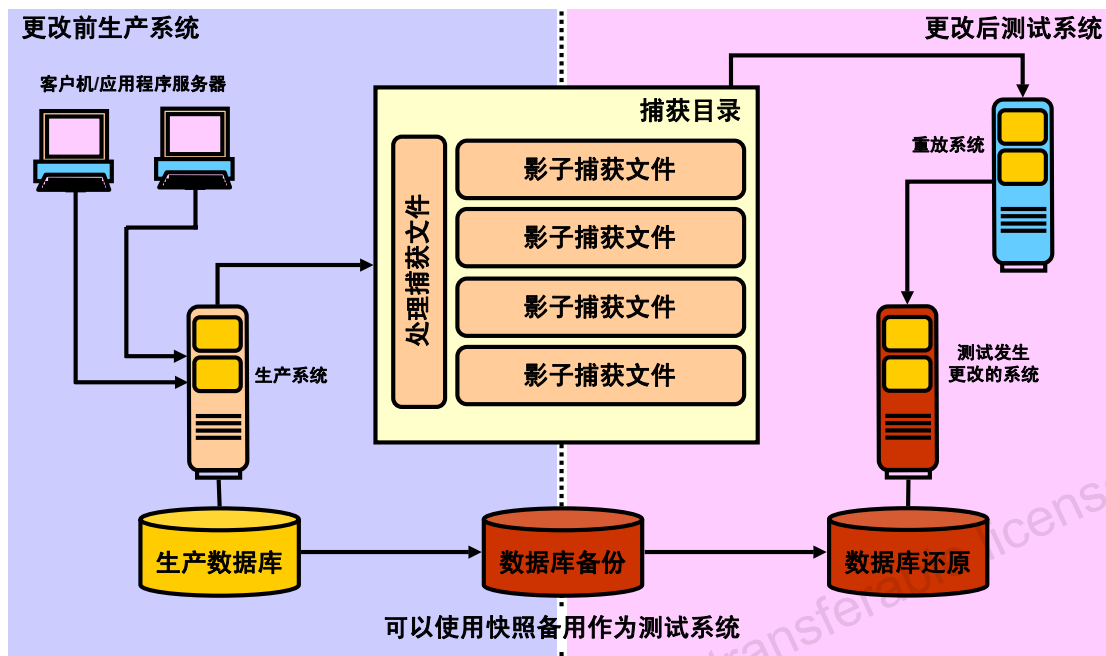 更改前生产系统
更改后测试系统
客户机/应用程序服务器
捕获目录
重放系统
处理捕获文件
影子捕获文件
影子捕获文件
影子捕获文件
影子捕获文件
生产系统
测试发生
更改的系统
生产数据库
数据库备份
数据库还原
可以使用快照备用作为测试系统